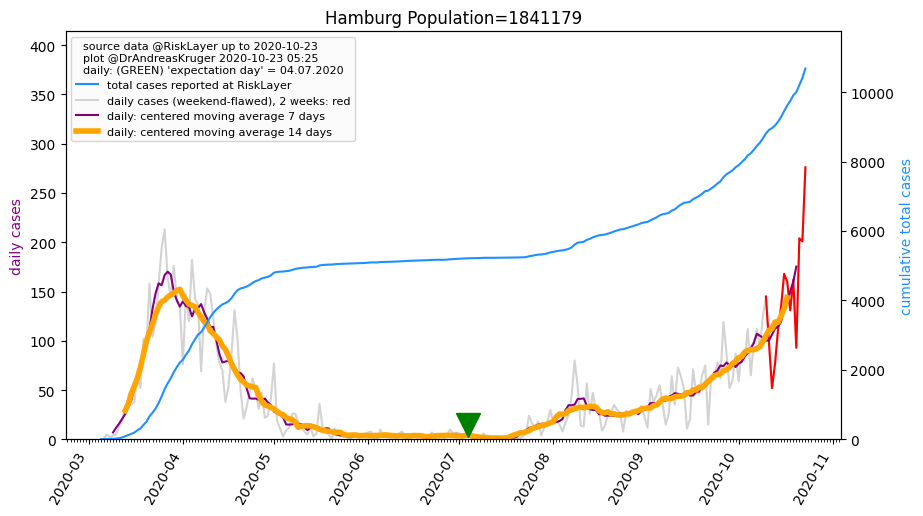 Hamburg Population=1841179
source data @RiskLayer up to 2020-10-23
plot @DrAndreasKruger 2020-10-23 05:25
daily: (GREEN) 'expectation day' = 04.07.2020
total cases reported at RiskLayer
daily cases (weekend-flawed), 2 weeks: red
daily: centered moving average 7 days
daily: centered moving average 14 days
daily cases
400
350
300
250
200
150
100
50
0
cumulative total cases
10000
8000
6000
4000
2000
0
2020-03
2020-04
2020-05
2020-06
2020-07
2020-08
2020-09
2020-10
2020-11